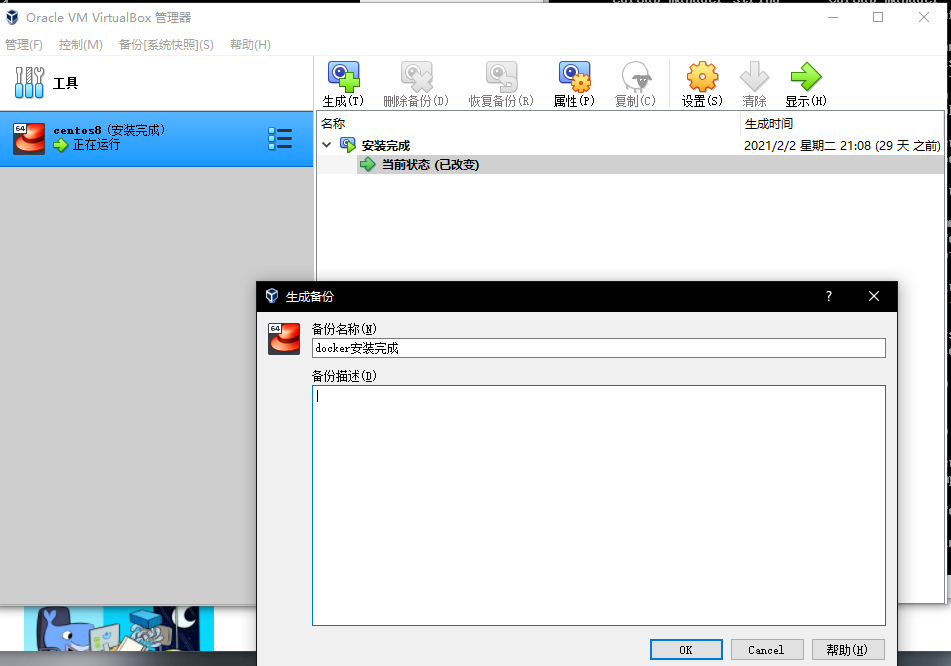 Oracle VM VirtualBox 管理器
管理(F) 控制(M) 备份[系统快照](S) 帮助(H)
工具
生成(T) 删除备份(D) 恢复备份(R) 属性(P) 复制(C) 设置(S) 清除 显示(H)
64 centos8 (安装完成)
正在运行
名称 生成时间
安装完成 2021/2/2 星期二 21:08 (29 天 之前)
当前状态 (已改变)
生成备份 ?
64 备份名称(N)
docker安装完成
备份描述(D)
OK Cancel 帮助(H)